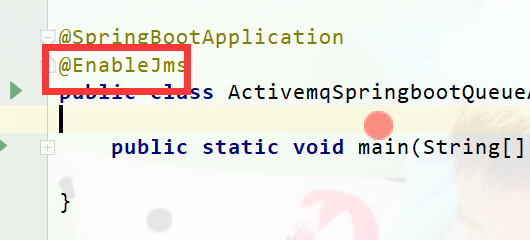 @SpringBootApplication
@EnableJms
public class ActivemqSpringbootQueue
public static void main(String[]
}